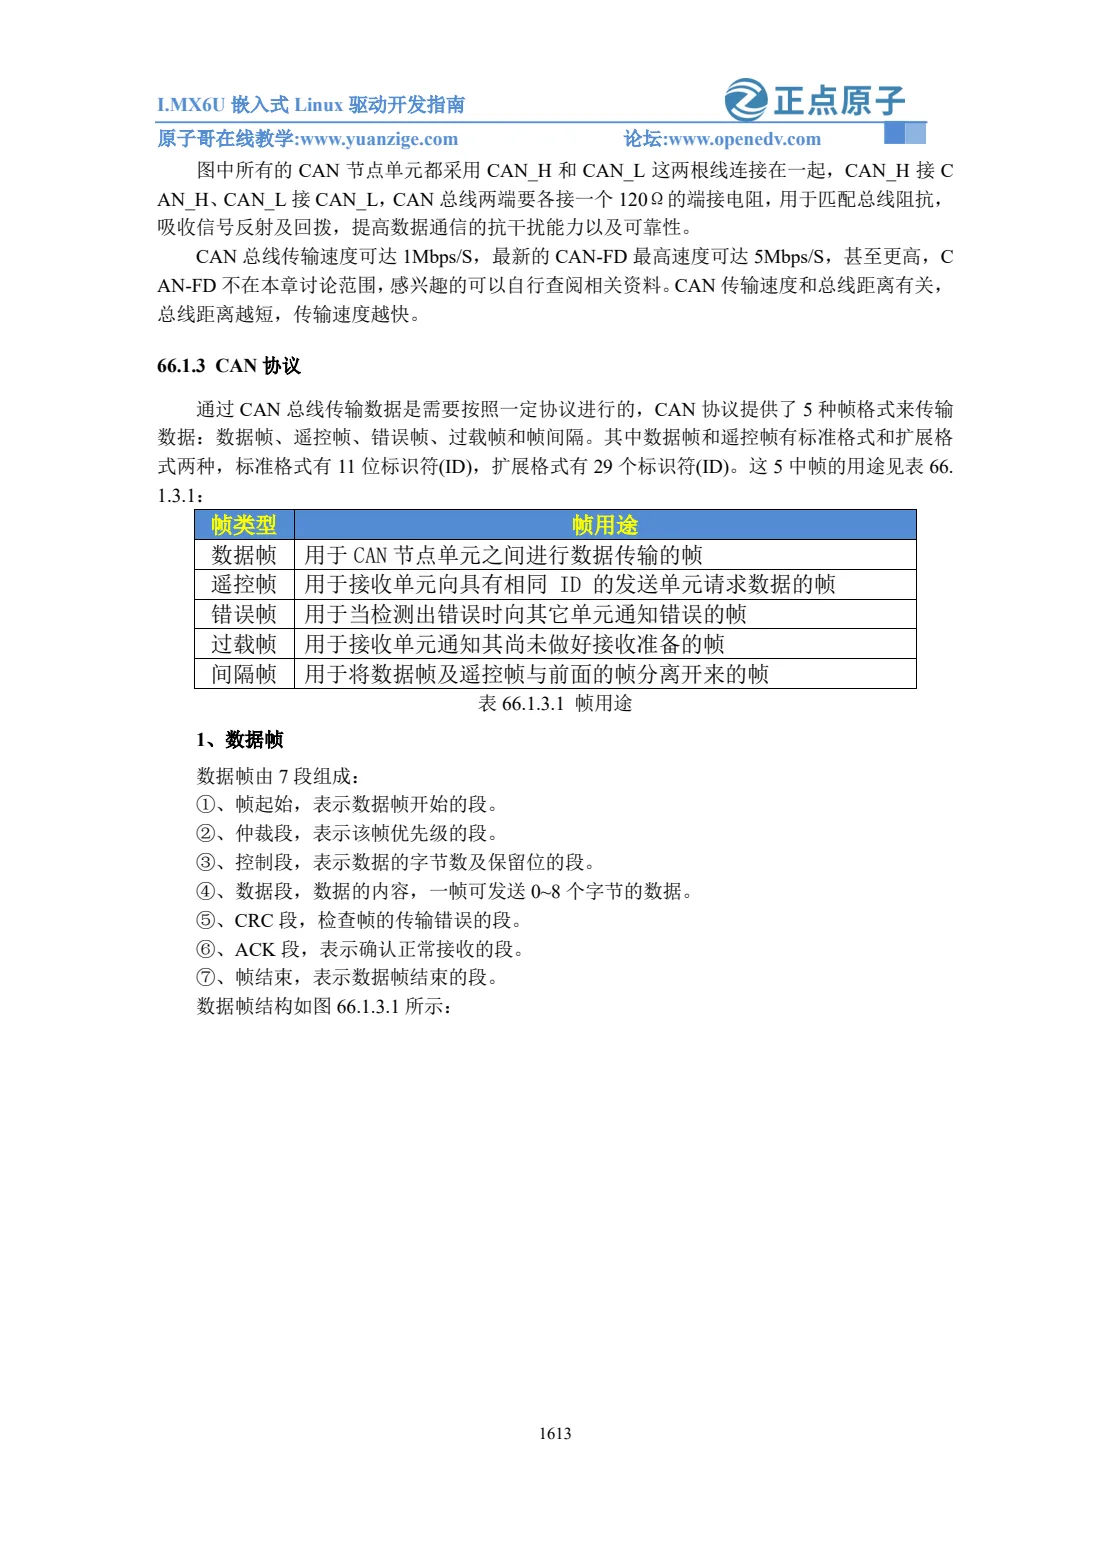 I.MX6U 嵌入式 Linux 驱动开发指南
正点原子
原子哥在线教学:www.yuanzige.com 论坛:www.openedv.com
图中所有的 CAN 节点单元都采用 CAN_H 和 CAN_L 这两根线连接在一起，CAN_H 接 C
AN_H、CAN_L 接 CAN_L，CAN 总线两端要各接一个 120Ω的端接电阻，用于匹配总线阻抗，
吸收信号反射及回拨，提高数据通信的抗干扰能力以及可靠性。
CAN 总线传输速度可达 1Mbps/S，最新的 CAN-FD 最高速度可达 5Mbps/S，甚至更高，C
AN-FD 不在本章讨论范围，感兴趣的可以自行查阅相关资料。CAN 传输速度和总线距离有关，
总线距离越短，传输速度越快。
66.1.3 CAN 协议
通过 CAN 总线传输数据是需要按照一定协议进行的，CAN 协议提供了 5 种帧格式来传输
数据：数据帧、遥控帧、错误帧、过载帧和帧间隔。其中数据帧和遥控帧有标准格式和扩展格
式两种，标准格式有 11 位标识符(ID)，扩展格式有 29 个标识符(ID)。这 5 中帧的用途见表 66.
1.3.1：
帧类型 帧用途
数据帧 用于 CAN 节点单元之间进行数据传输的帧
遥控帧 用于接收单元向具有相同 ID 的发送单元请求数据的帧
错误帧 用于当检测出错误时向其它单元通知错误的帧
过载帧 用于接收单元通知其尚未做好接收准备的帧
间隔帧 用于将数据帧及遥控帧与前面的帧分离开来的帧
表 66.1.3.1 帧用途
1、数据帧
数据帧由 7 段组成：
①、帧起始，表示数据帧开始的段。
②、仲裁段，表示该帧优先级的段。
③、控制段，表示数据的字节数及保留位的段。
④、数据段，数据的内容，一帧可发送 0~8 个字节的数据。
⑤、CRC 段，检查帧的传输错误的段。
⑥、ACK 段，表示确认正常接收的段。
⑦、帧结束，表示数据帧结束的段。
数据帧结构如图 66.1.3.1 所示：
1613